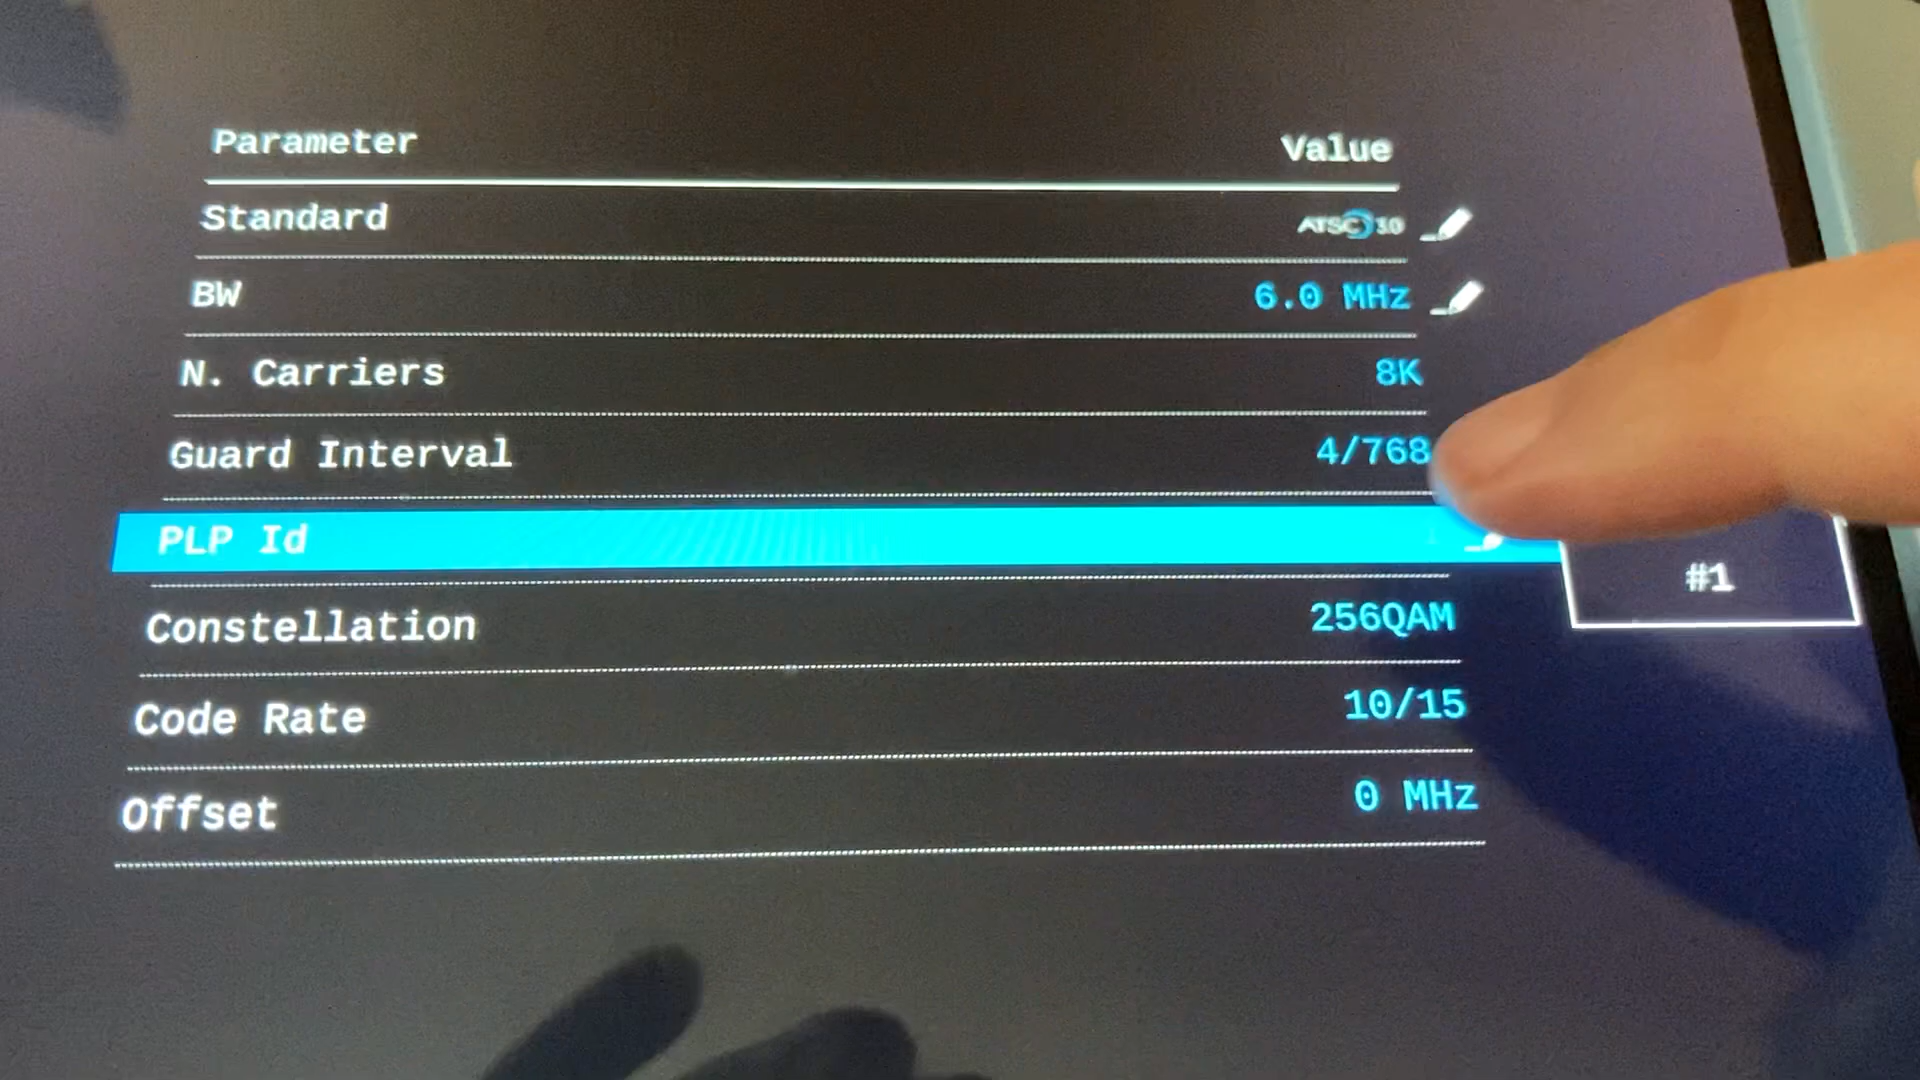 Parameter Value
Standard ATSC 3.0
BW 6.0 MHz
N. Carriers 8K
Guard Interval 4/768
PLP Id
#1
Constellation 256QAM
Code Rate 10/15
Offset 0 MHz